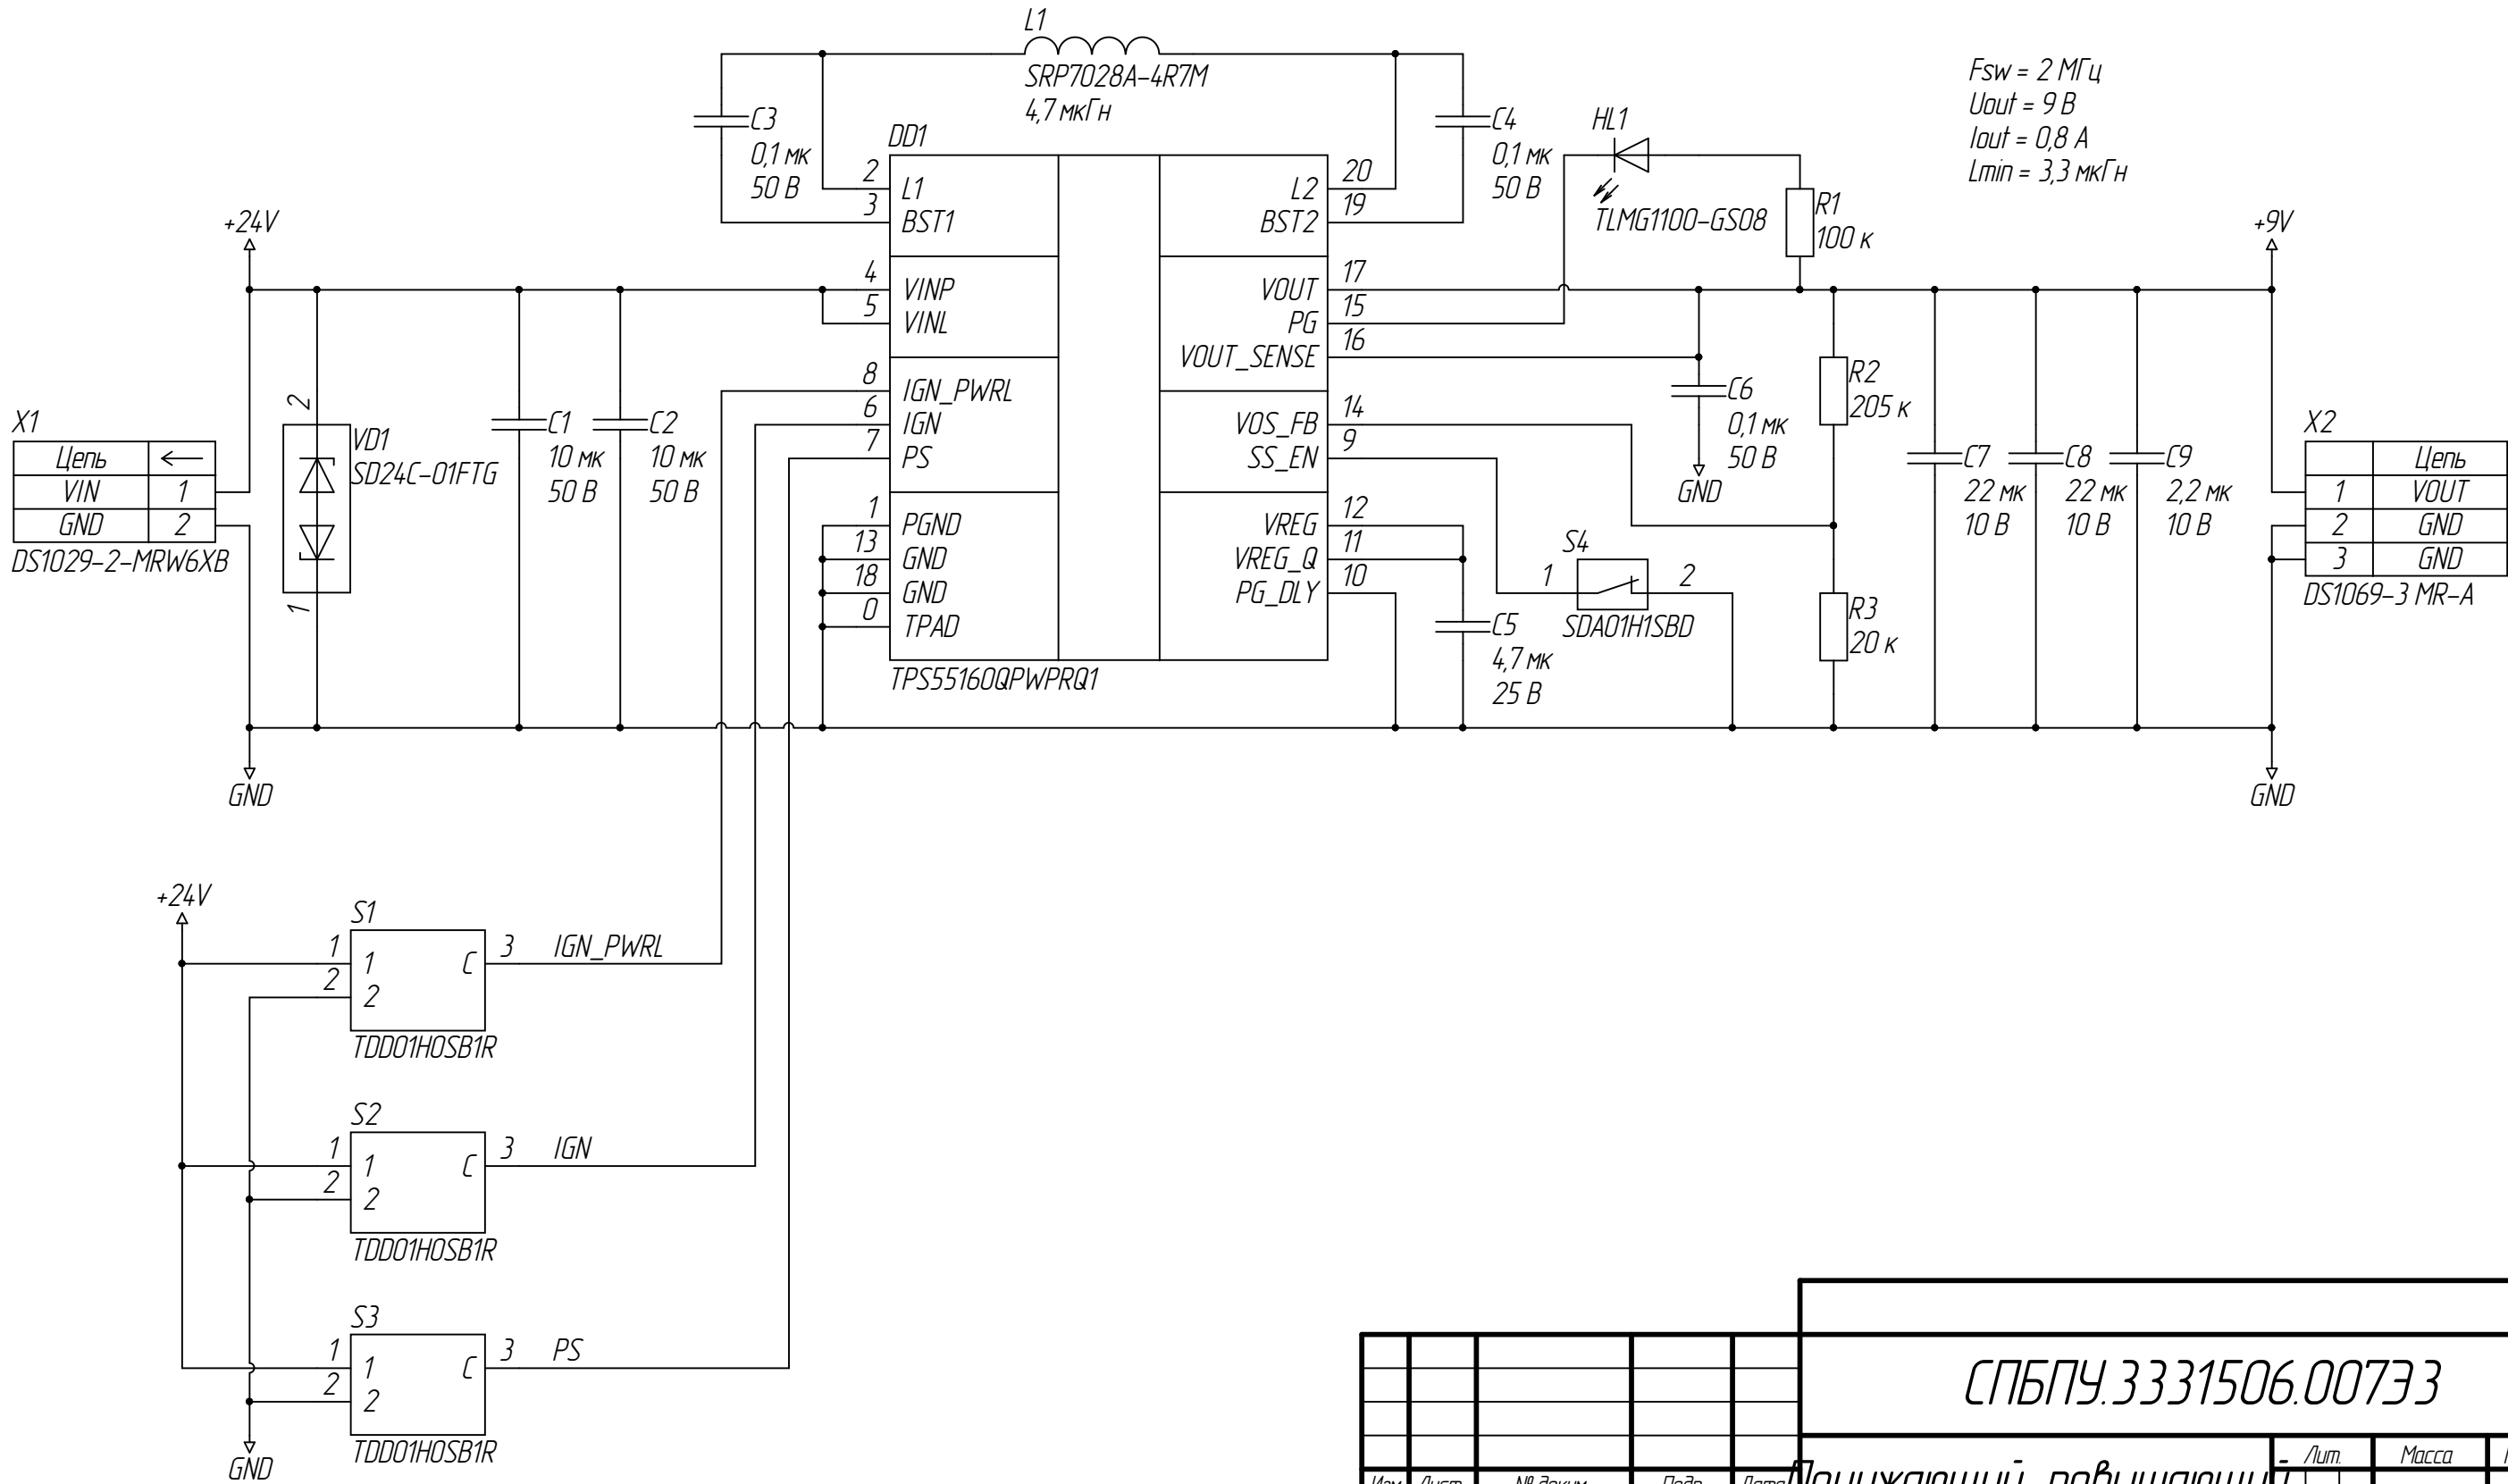 L1
SRP7028A-4R7M
4,7 мкГн
Fsw = 2 МГц
Uout = 9 В
Iout = 0,8 А
Lmin = 3,3 мкГн
C3
0,1 мк
50 В
C4
0,1 мк
50 В
HL1
TLMG1100-GS08
R1
100 к
DD1
2 L1
3 BST1
4 VINP
5 VINL
8 IGN_PWRL
6 IGN
7 PS
1 PGND
13 GND
18 GND
0 TPAD
L2 20
BST2 19
VOUT 17
PG 15
VOUT_SENSE 16
VOS_FB 14
SS_EN 9
VREG 12
VREG_Q 11
PG_DLY 10
TPS55160QPWPRQ1
+24V
+9V
X1
Цепь
VIN 1
GND 2
DS1029-2-MRW6XB
2
VD1
SD24C-01FTG
1
C1
10 мк
50 В
C2
10 мк
50 В
C6
0,1 мк
50 В
GND
R2
205 к
R3
20 к
C5
4,7 мк
25 В
S4
1 2
SDA01H1SBD
C7
22 мк
10 В
C8
22 мк
10 В
C9
2,2 мк
10 В
X2
Цепь
1 VOUT
2 GND
3 GND
DS1069-3 MR-A
GND
GND
+24V
S1
1 1 C 3 IGN_PWRL
2 2
TDD01H0SB1R
S2
1 1 C 3 IGN
2 2
TDD01H0SB1R
S3
1 1 C 3 PS
2 2
TDD01H0SB1R
GND
СПБПУ.3331506.007Э3
Лит. Масса